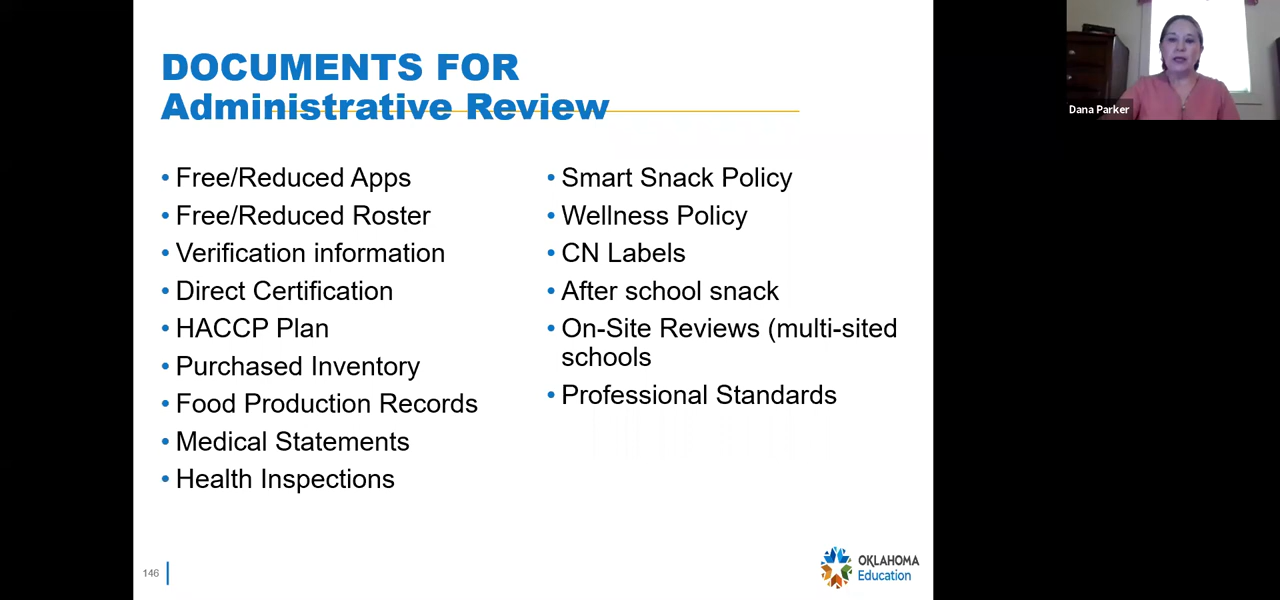 DOCUMENTS FOR
Administrative Review
• Free/Reduced Apps
• Free/Reduced Roster
• Verification information
• Direct Certification
• HACCP Plan
• Purchased Inventory
• Food Production Records
• Medical Statements
• Health Inspections
• Smart Snack Policy
• Wellness Policy
• CN Labels
• After school snack
• On-Site Reviews (multi-sited
schools
• Professional Standards
146
OKLAHOMA
Education
Dana Parker